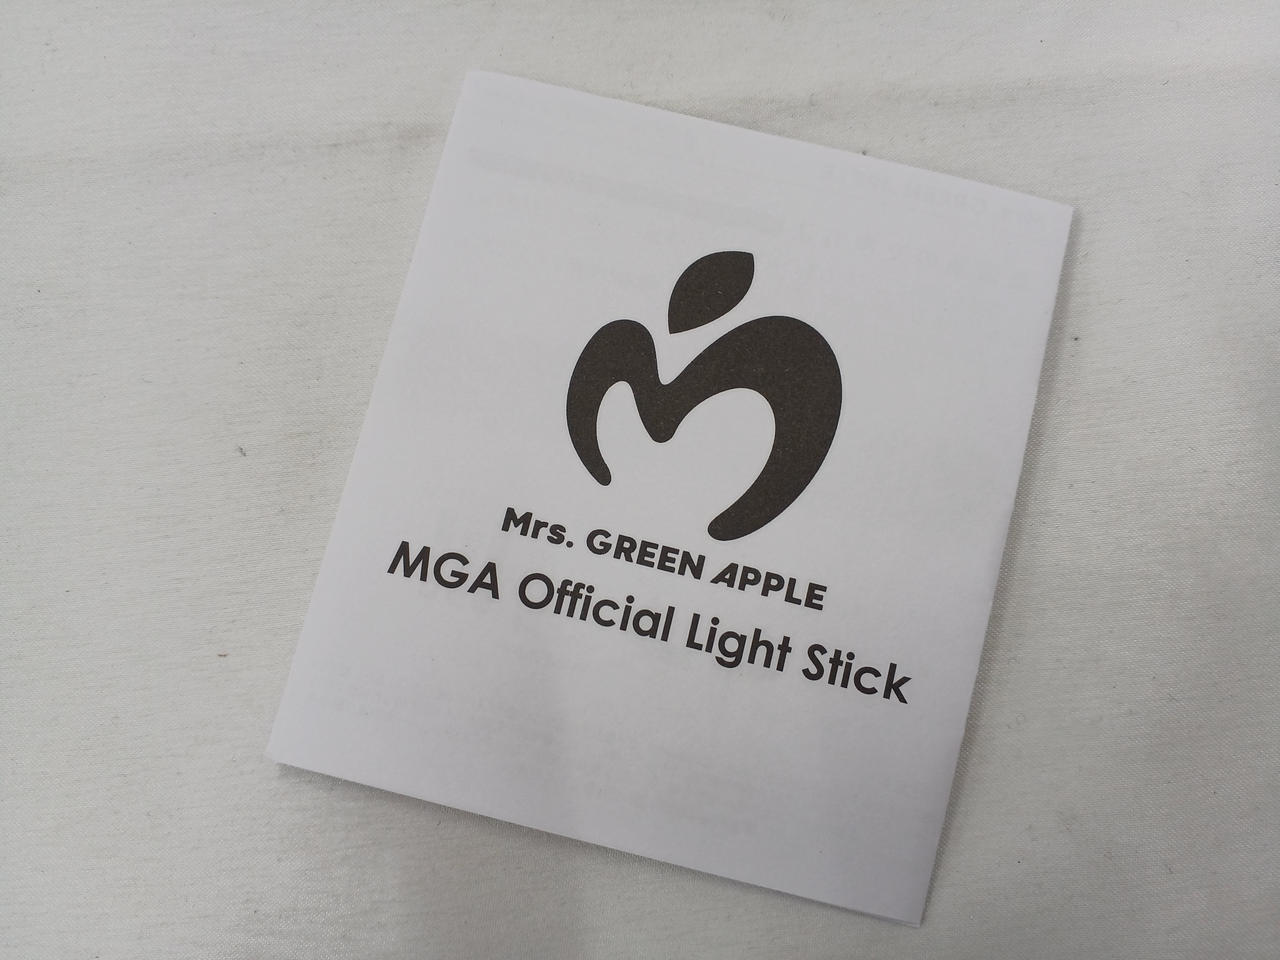 Mrs. GREEN APPLE
MGA Official Light Stick